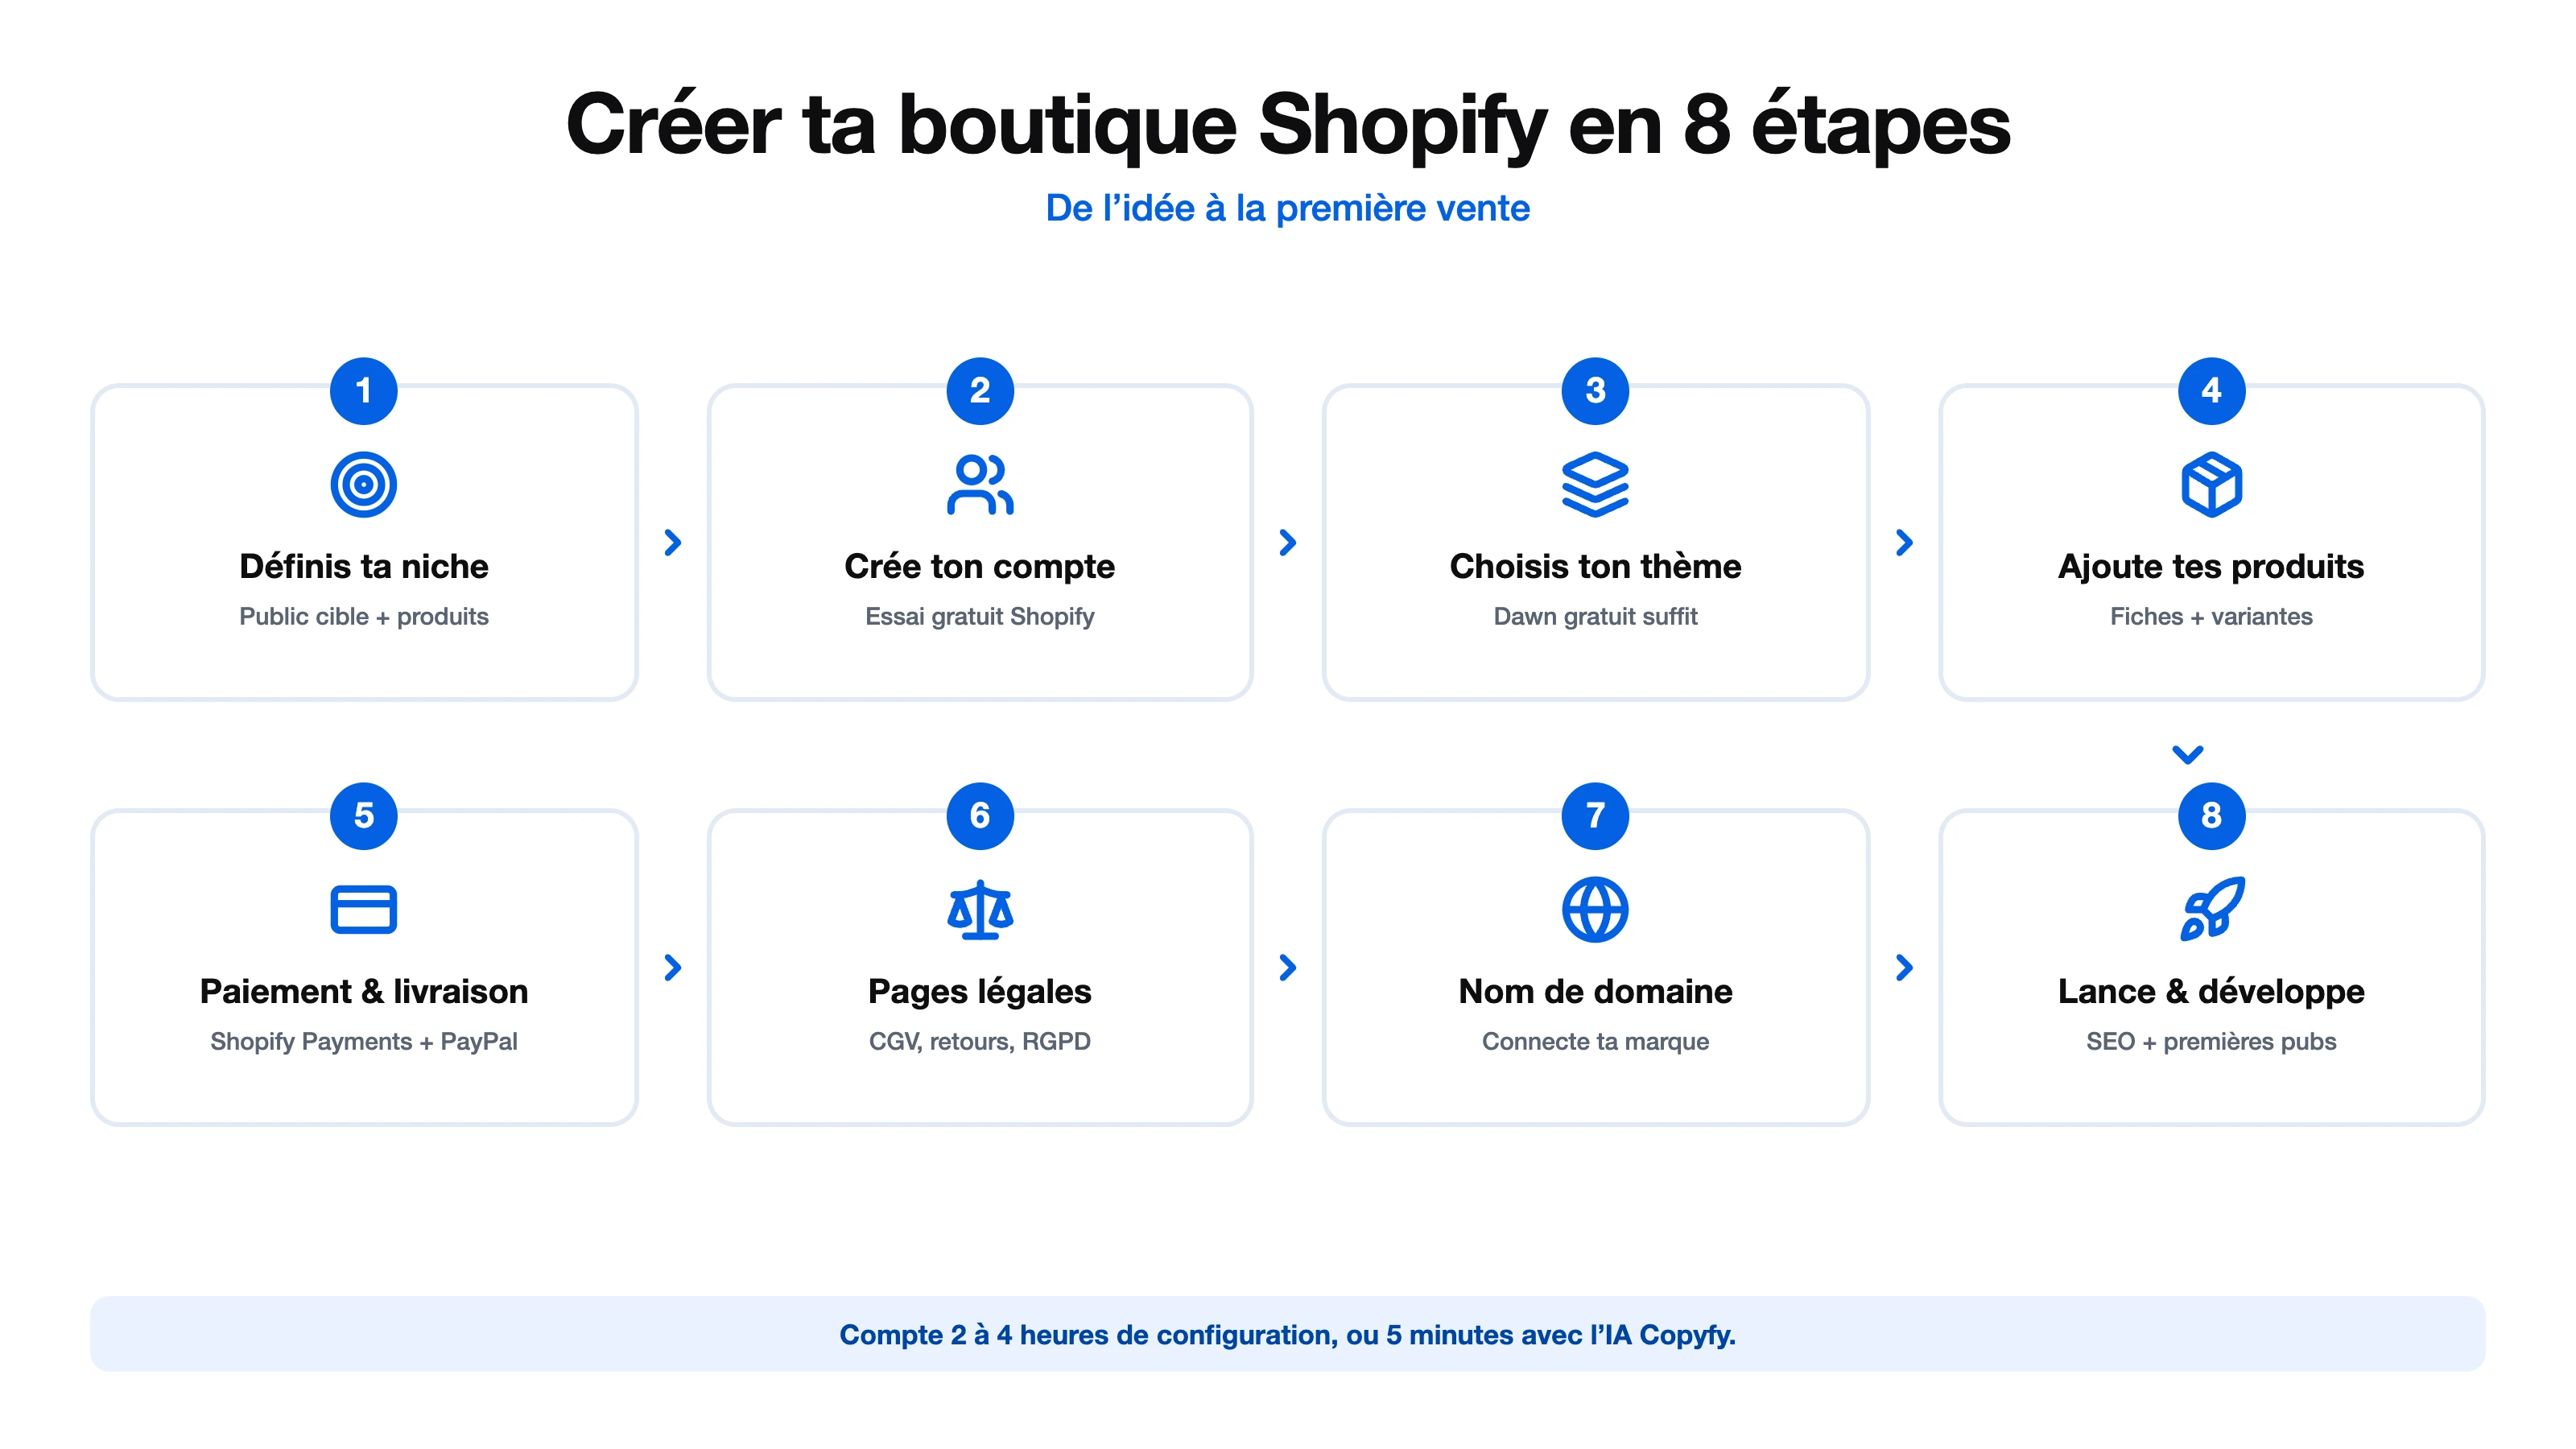 Créer ta boutique Shopify en 8 étapes
De l’idée à la première vente
1
Définis ta niche
Public cible + produits
2
Crée ton compte
Essai gratuit Shopify
3
Choisis ton thème
Dawn gratuit suffit
4
Ajoute tes produits
Fiches + variantes
5
Paiement & livraison
Shopify Payments + PayPal
6
Pages légales
CGV, retours, RGPD
7
Nom de domaine
Connecte ta marque
8
Lance & développe
SEO + premières pubs
Compte 2 à 4 heures de configuration, ou 5 minutes avec l’IA Copyfy.